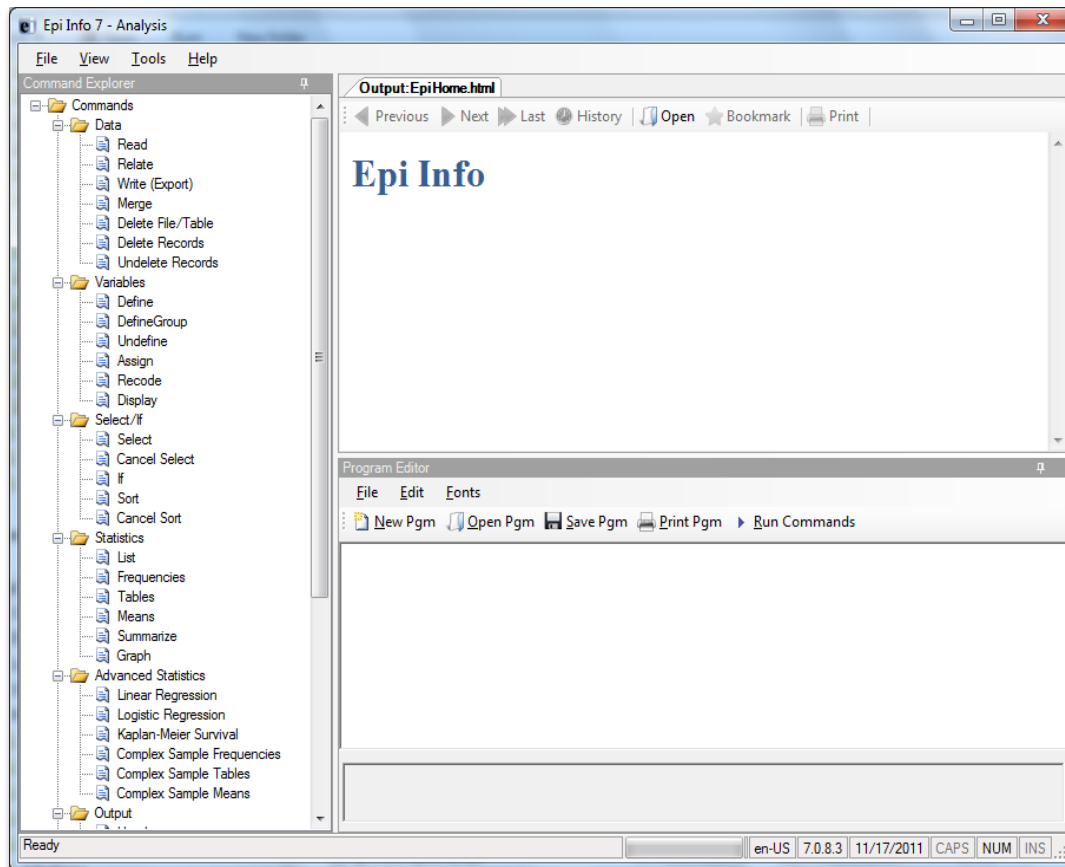 Epi Info 7 - Analysis
File View Tools Help
Command Explorer
Commands
Data
Read
Relate
Write (Export)
Merge
Delete File/Table
Delete Records
Undelete Records
Variables
Define
DefineGroup
Undefine
Assign
Recode
Display
Select/If
Select
Cancel Select
If
Sort
Cancel Sort
Statistics
List
Frequencies
Tables
Means
Summarize
Graph
Advanced Statistics
Linear Regression
Logistic Regression
Kaplan-Meier Survival
Complex Sample Frequencies
Complex Sample Tables
Complex Sample Means
Output
Output:EpiHome.html
Previous Next Last History Open Bookmark Print
Epi Info
Program Editor
File Edit Fonts
New Pgm Open Pgm Save Pgm Print Pgm Run Commands
Ready en-US 7.0.8.3 11/17/2011 CAPS NUM INS